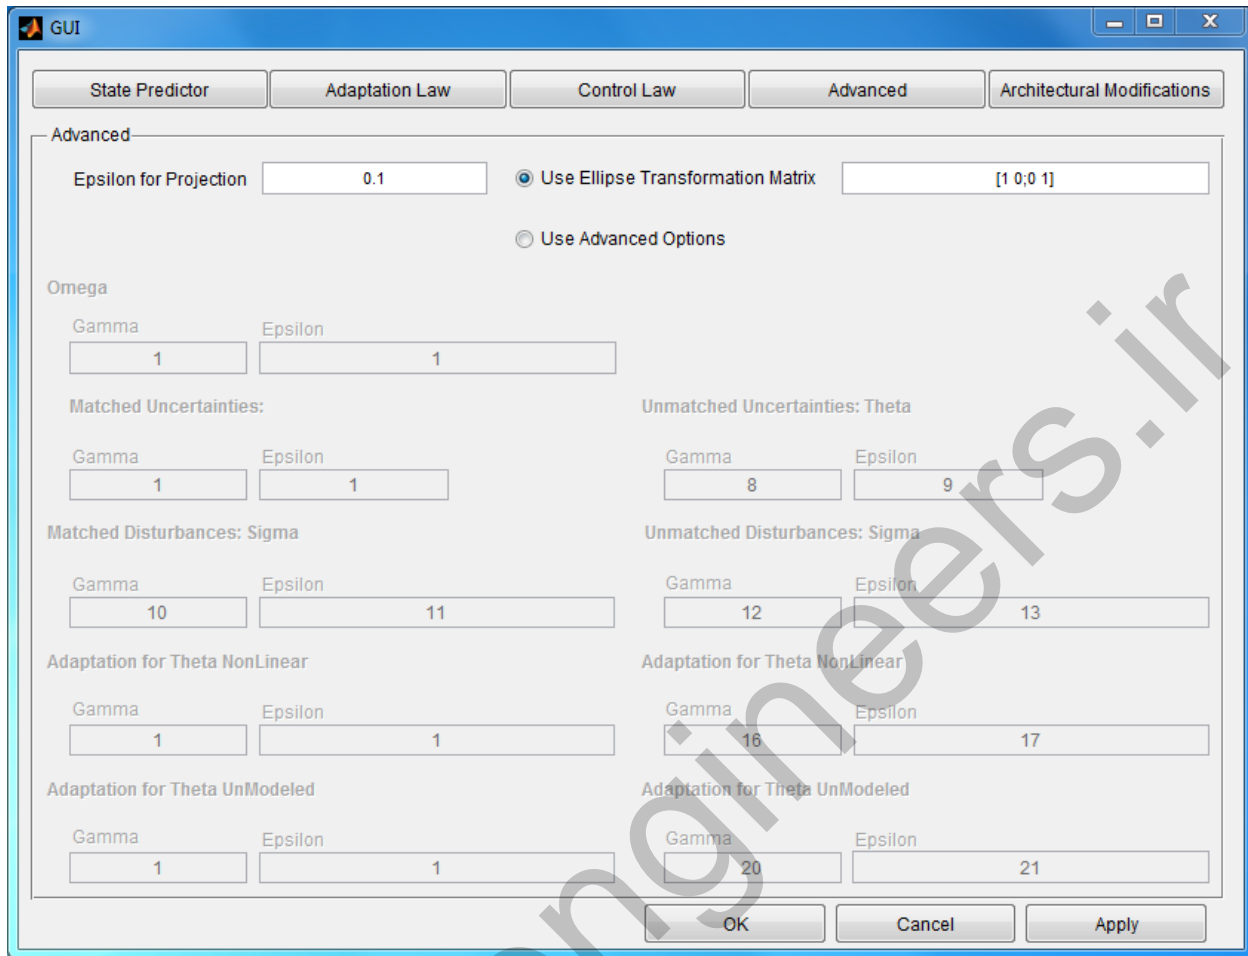 GUI
State Predictor Adaptation Law Control Law Advanced Architectural Modifications
Advanced
Epsilon for Projection 0.1 Use Ellipse Transformation Matrix [1 0;0 1]
Use Advanced Options
Omega
Gamma Epsilon
1 1
Matched Uncertainties: Unmatched Uncertainties: Theta
Gamma Epsilon Gamma Epsilon
1 1 8 9
Matched Disturbances: Sigma Unmatched Disturbances: Sigma
Gamma Epsilon Gamma Epsilon
10 11 12 13
Adaptation for Theta NonLinear Adaptation for Theta NonLinear
Gamma Epsilon Gamma Epsilon
1 1 16 17
Adaptation for Theta UnModeled Adaptation for Theta UnModeled
Gamma Epsilon Gamma Epsilon
1 1 20 21
OK Cancel Apply
engineers.ir